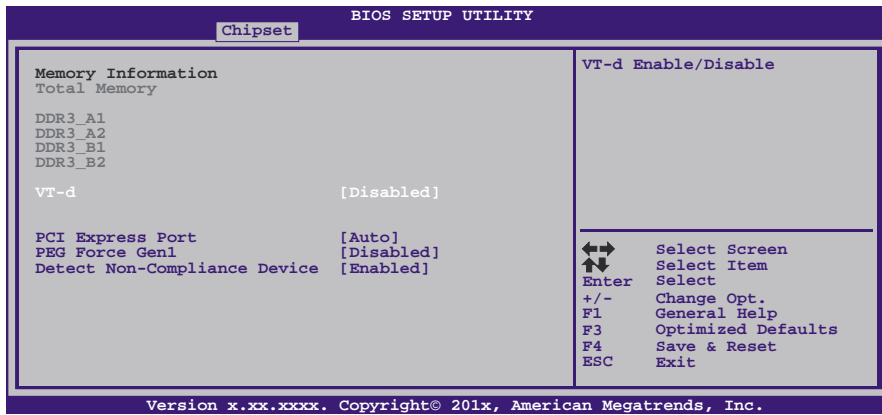 BIOS SETUP UTILITY
Chipset
Memory Information
Total Memory
DDR3_A1
DDR3_A2
DDR3_B1
DDR3_B2
VT-d [Disabled]
PCI Express Port [Auto]
PEG Force Gen1 [Disabled]
Detect Non-Compliance Device [Enabled]
VT-d Enable/Disable
Select Screen
Select Item
Enter Select
+/- Change Opt.
F1 General Help
F3 Optimized Defaults
F4 Save & Reset
ESC Exit
Version x.xx.xxxx. Copyright© 201x, American Megatrends, Inc.